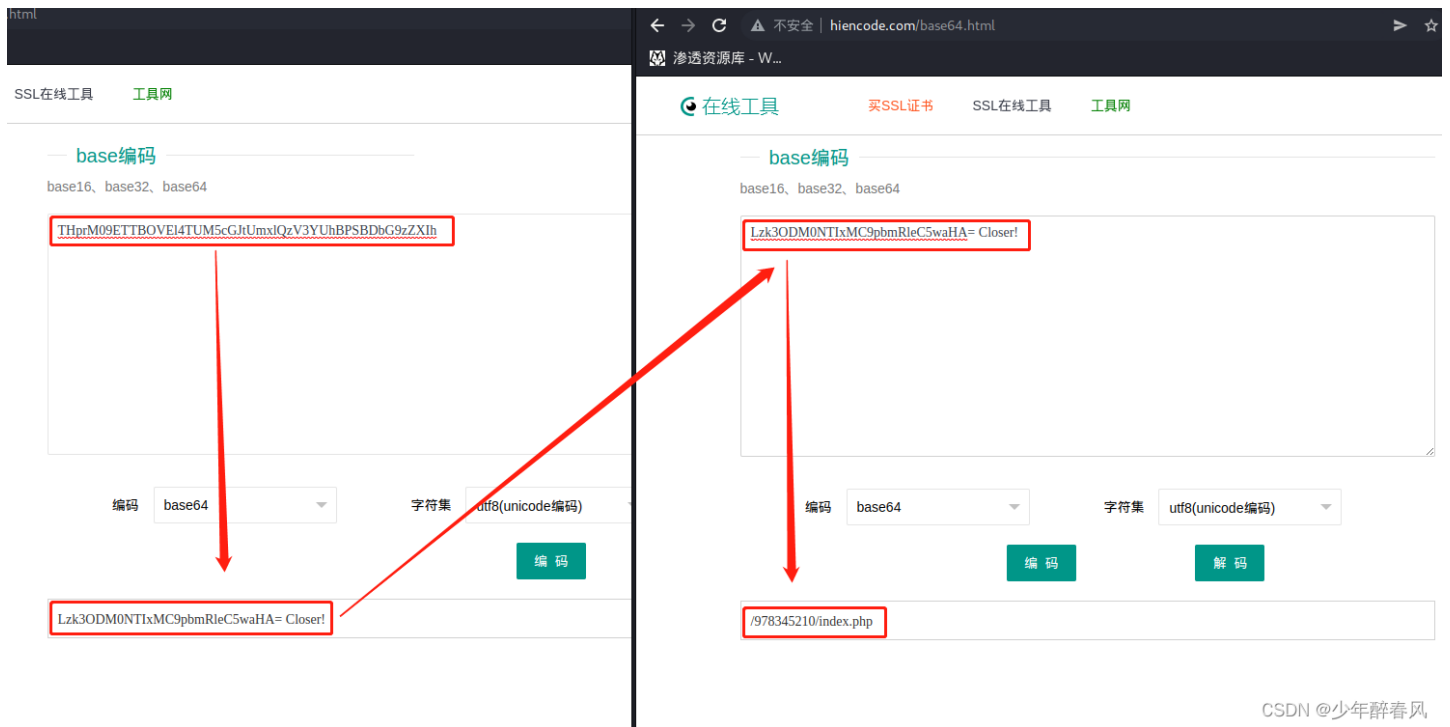 .html
SSL在线工具 工具网
base编码
base16、base32、base64
THprM09ETTBOVEl4TUM5cGJtUmxlQzV3YUhBPSBDbG9zZXIh
编码 base64 字符集 utf8(unicode编码)
编 码
Lzk3ODM0NTIxMC9pbmRleC5waHA= Closer!
不安全 hiencode.com/base64.html
渗透资源库 - W...
在线工具 买SSL证书 SSL在线工具 工具网
base编码
base16、base32、base64
Lzk3ODM0NTIxMC9pbmRleC5waHA= Closer!
编码 base64 字符集 utf8(unicode编码)
编 码 解 码
/978345210/index.php
CSDN @少年醉春风